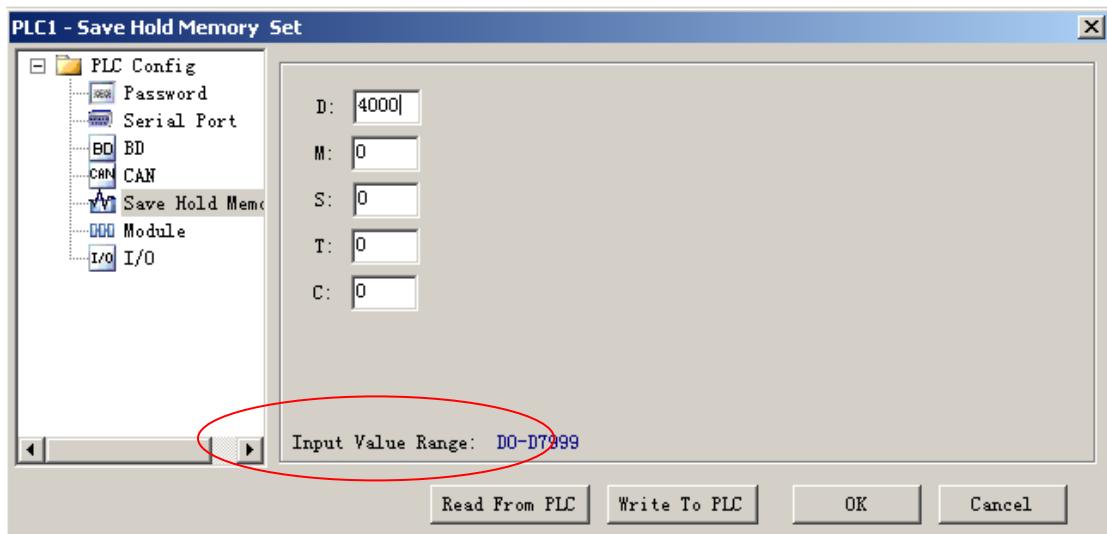 PLC1 - Save Hold Memory Set
PLC Config
Password
Serial Port
BD BD
CAN CAN
Save Hold Memo
Module
I/O I/O
D: 4000
M: 0
S: 0
T: 0
C: 0
Input Value Range: D0-D7999
Read From PLC Write To PLC OK Cancel